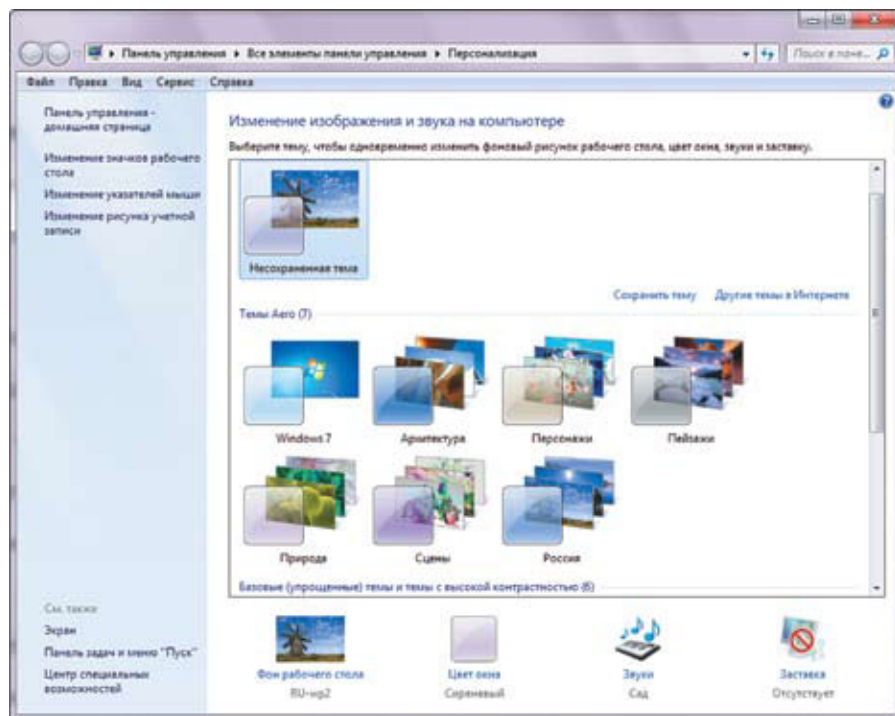 Панель управления ▸ Все элементы панели управления ▸ Персонализация
Поиск в пане...
Файл Правка Вид Сервис Справка
Панель управления -
домашняя страница
Изменение значков рабочего
стола
Изменение указателей мыши
Изменение рисунка учетной
записи
Изменение изображения и звука на компьютере
Выберите тему, чтобы одновременно изменить фоновый рисунок рабочего стола, цвет окна, звуки и заставку.
Несохраненная тема
Сохранить тему Другие темы в Интернете
Темы Aero (7)
Windows 7 Архитектура Персонажи Пейзажи
Природа Сцены Россия
Базовые (упрощенные) темы и темы с высокой контрастностью (6)
См. также
Экран
Панель задач и меню "Пуск"
Центр специальных
возможностей
Фон рабочего стола Цвет окна Звуки Заставка
RU-wp2 Сиреневый Сад Отсутствует